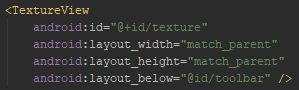 <TextureView
android:id="@+id/texture"
android:layout_width="match_parent"
android:layout_height="match_parent"
android:layout_below="@id/toolbar" />